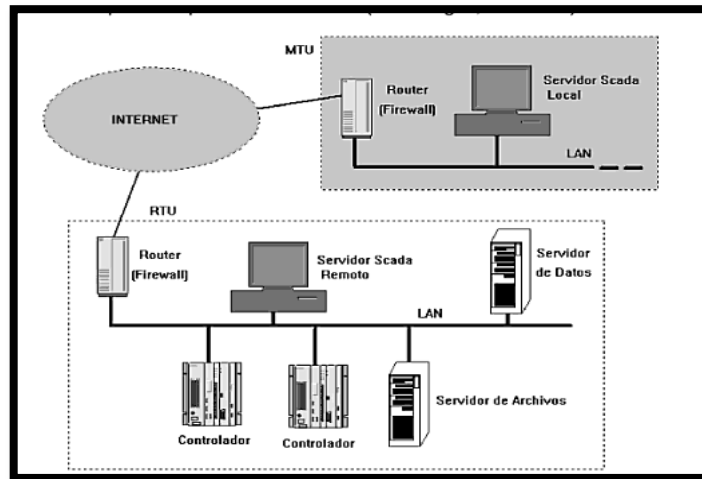 MTU
Router
(Firewall)
Servidor Scada
Local
LAN
INTERNET
RTU
Router
(Firewall)
Servidor Scada
Remoto
Servidor
de Datos
LAN
Controlador
Controlador
Servidor de Archivos